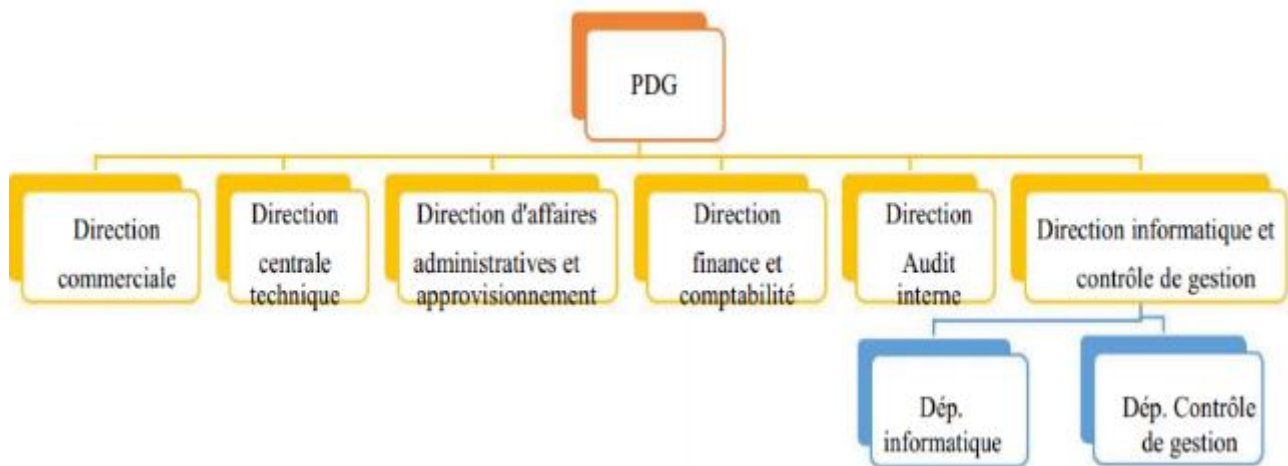 PDG
Direction
commerciale
Direction
centrale
technique
Direction d'affaires
administratives et
approvisionnement
Direction
finance et
comptabilité
Direction
Audit
interne
Direction informatique et
contrôle de gestion
Dép.
informatique
Dép. Contrôle
de gestion